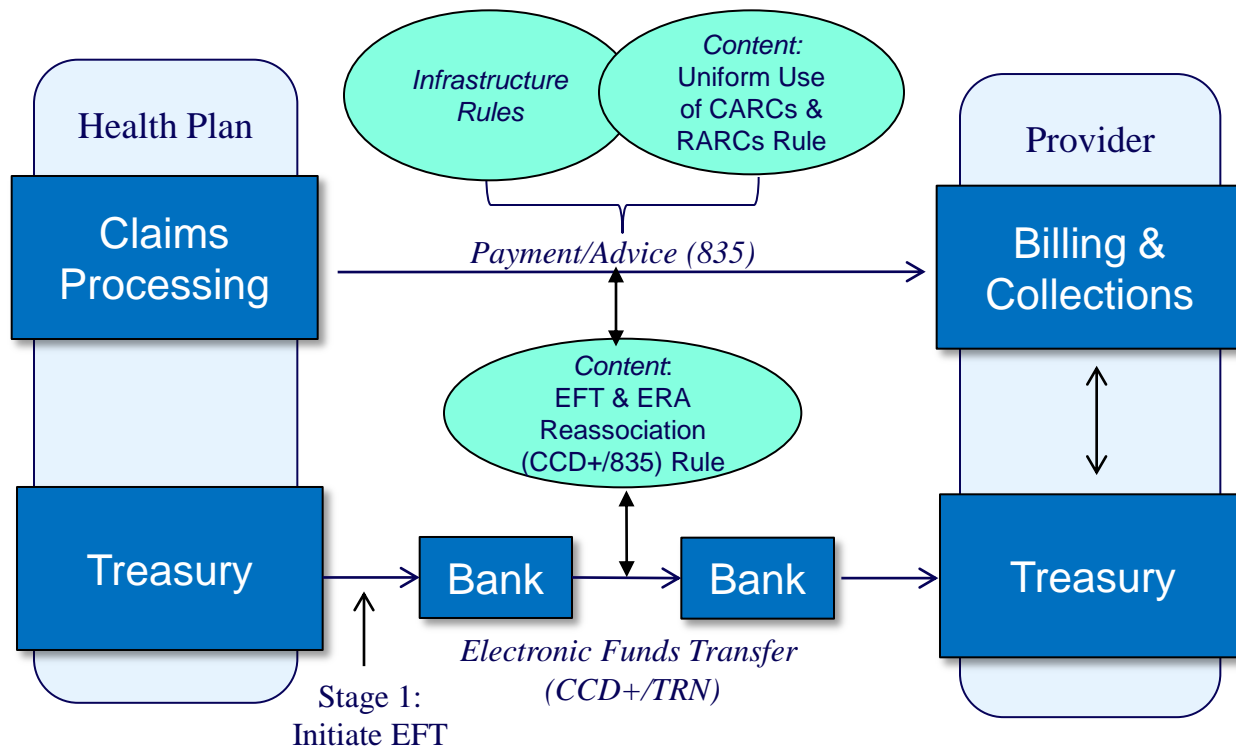 Health Plan
Claims
Processing
Treasury
Infrastructure
Rules
Content:
Uniform Use
of CARCs &
RARCs Rule
Payment/Advice (835)
Content:
EFT & ERA
Reassociation
(CCD+/835) Rule
Bank
Bank
Electronic Funds Transfer
(CCD+/TRN)
Stage 1:
Initiate EFT
Provider
Billing &
Collections
Treasury